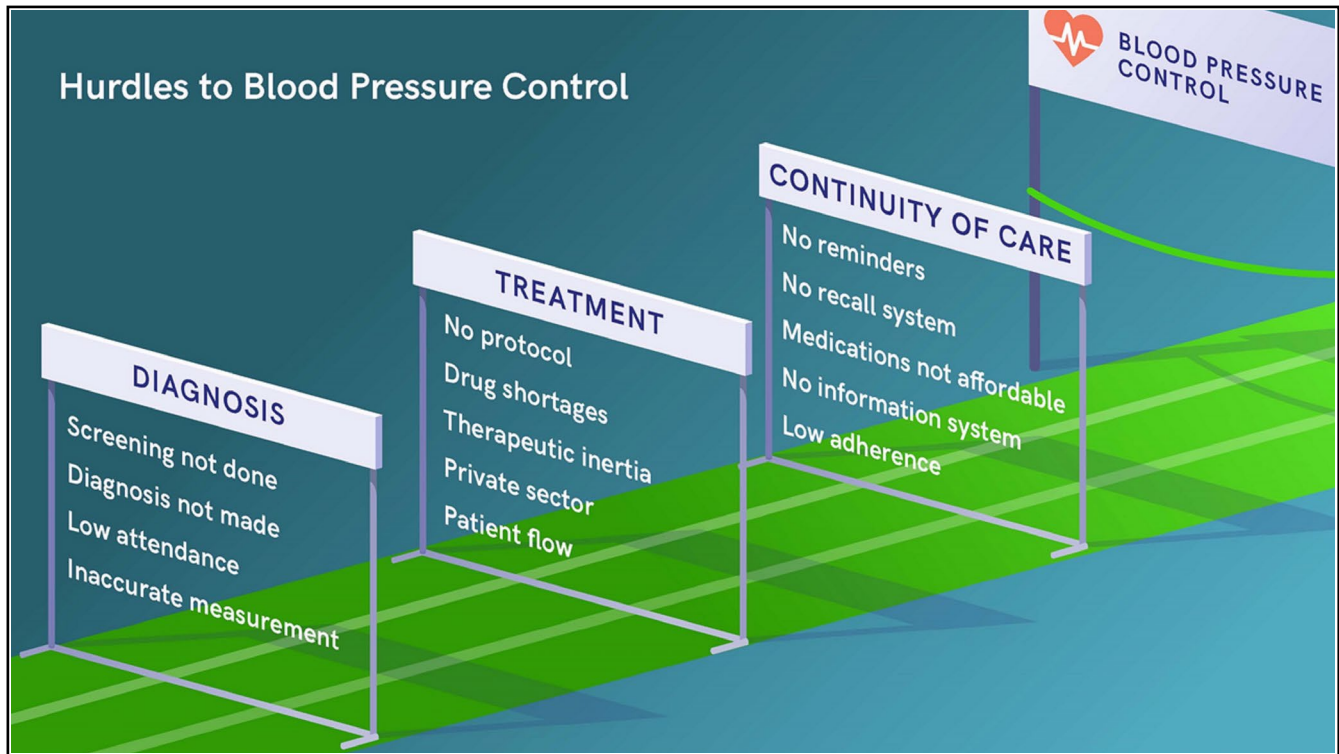 Hurdles to Blood Pressure Control
BLOOD PRESSURE
CONTROL
DIAGNOSIS
Screening not done
Diagnosis not made
Low attendance
Inaccurate measurement
TREATMENT
No protocol
Drug shortages
Therapeutic inertia
Private sector
Patient flow
CONTINUITY OF CARE
No reminders
No recall system
Medications not affordable
No information system
Low adherence